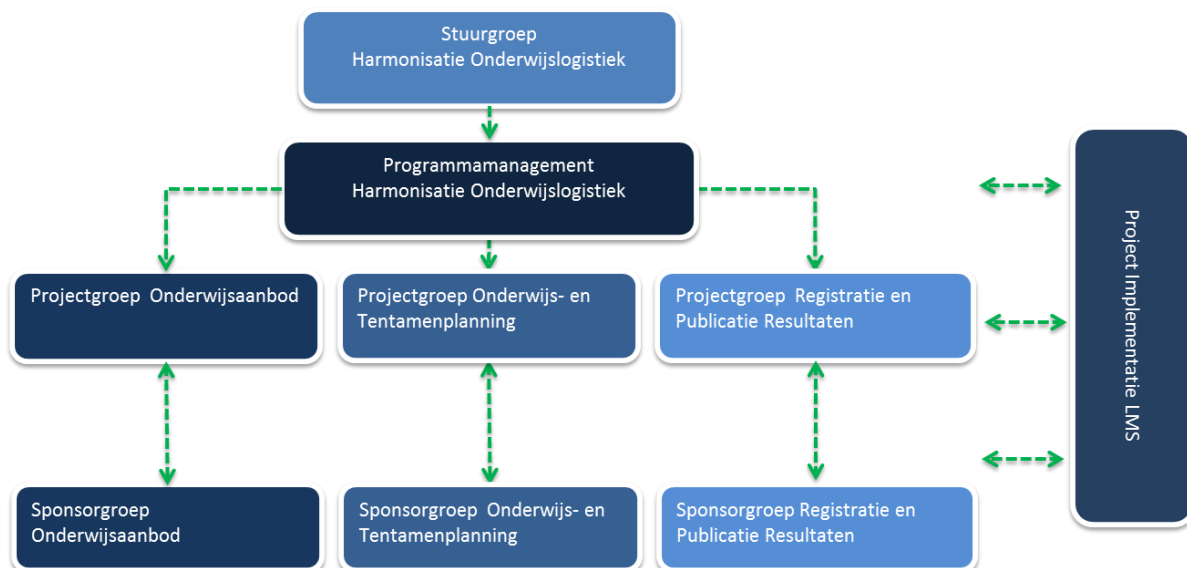 Stuurgroep
Harmonisatie Onderwijslogistiek
Programmamanagement
Harmonisatie Onderwijslogistiek
Projectgroep Onderwijsaanbod
Projectgroep Onderwijs- en
Tentamenplanning
Projectgroep Registratie en
Publicatie Resultaten
Sponsorgroep
Onderwijsaanbod
Sponsorgroep Onderwijs- en
Tentamenplanning
Sponsorgroep Registratie en
Publicatie Resultaten
Project Implementatie LMS